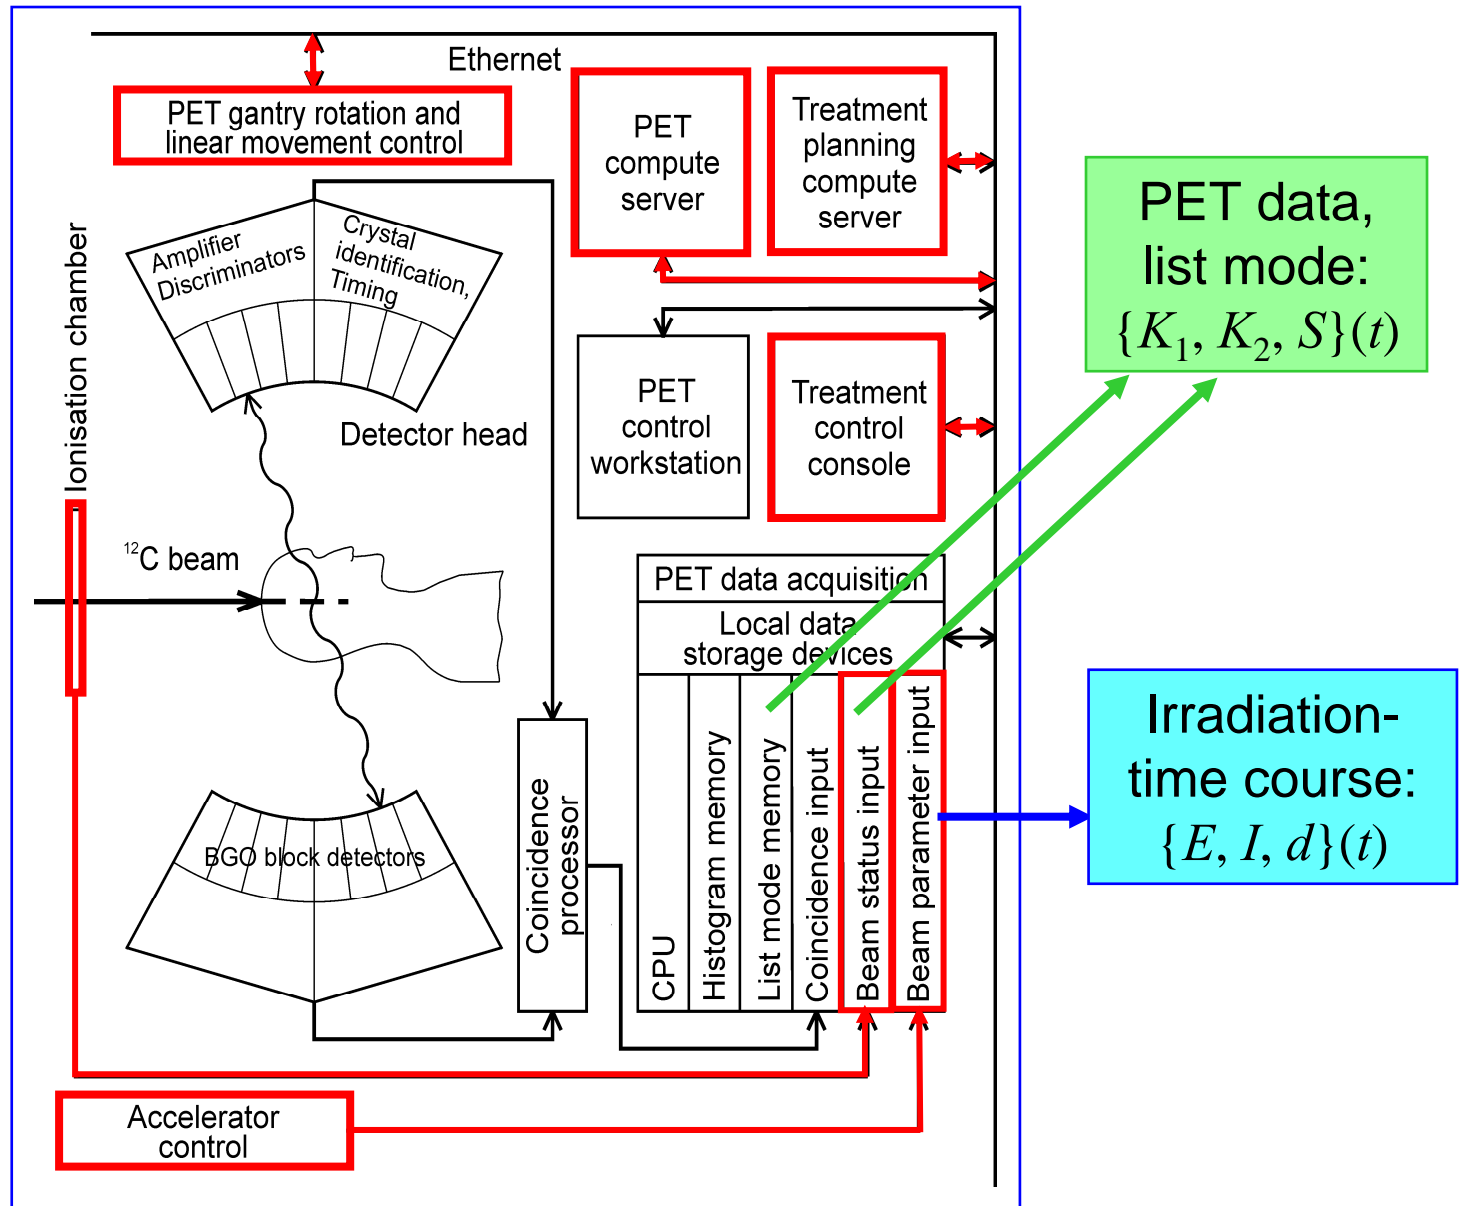 Ethernet
PET gantry rotation and
linear movement control
PET
compute
server
Treatment
planning
compute
server
Ionisation chamber
Amplifier
Discriminators
Crystal
identification,
Timing
Detector head
PET
control
workstation
Treatment
control
console
¹²C beam
PET data acquisition
Local data
storage devices
CPU
Histogram memory
List mode memory
Coincidence input
Beam status input
Beam parameter input
Coincidence
processor
BGO block detectors
Accelerator
control
PET data,
list mode:
{K₁, K₂, S}(t)
Irradiation-
time course:
{E, I, d}(t)